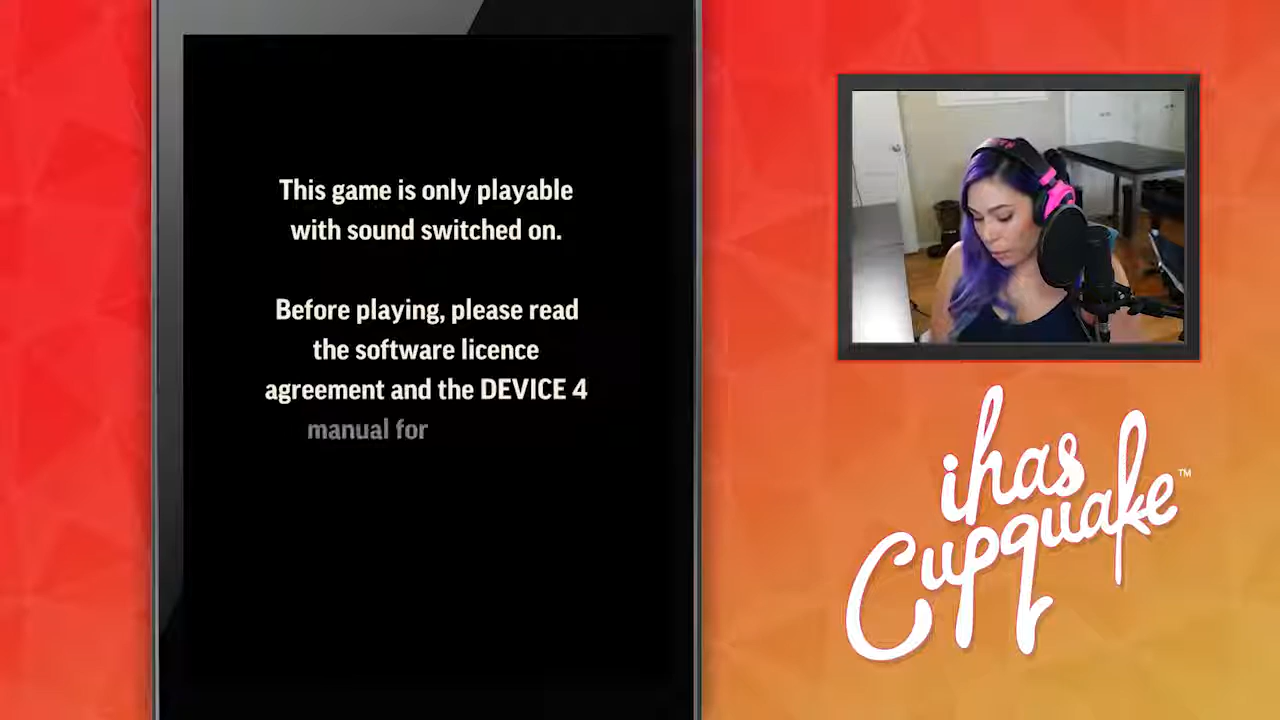 This game is only playable
with sound switched on.
Before playing, please read
the software licence
agreement and the DEVICE 4
manual for
ihas
Cupquake™